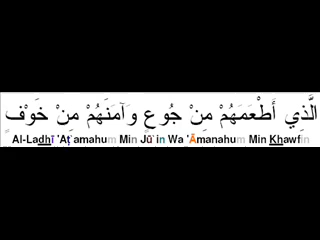 الَّذِي أَطْعَمَهُمْ مِنْ جُوعٍ وَآمَنَهُمْ مِنْ خَوْفٍ
Al-Ladhī 'Aţ`amahum Min Jū`in Wa 'Āmanahum Min Khawfin